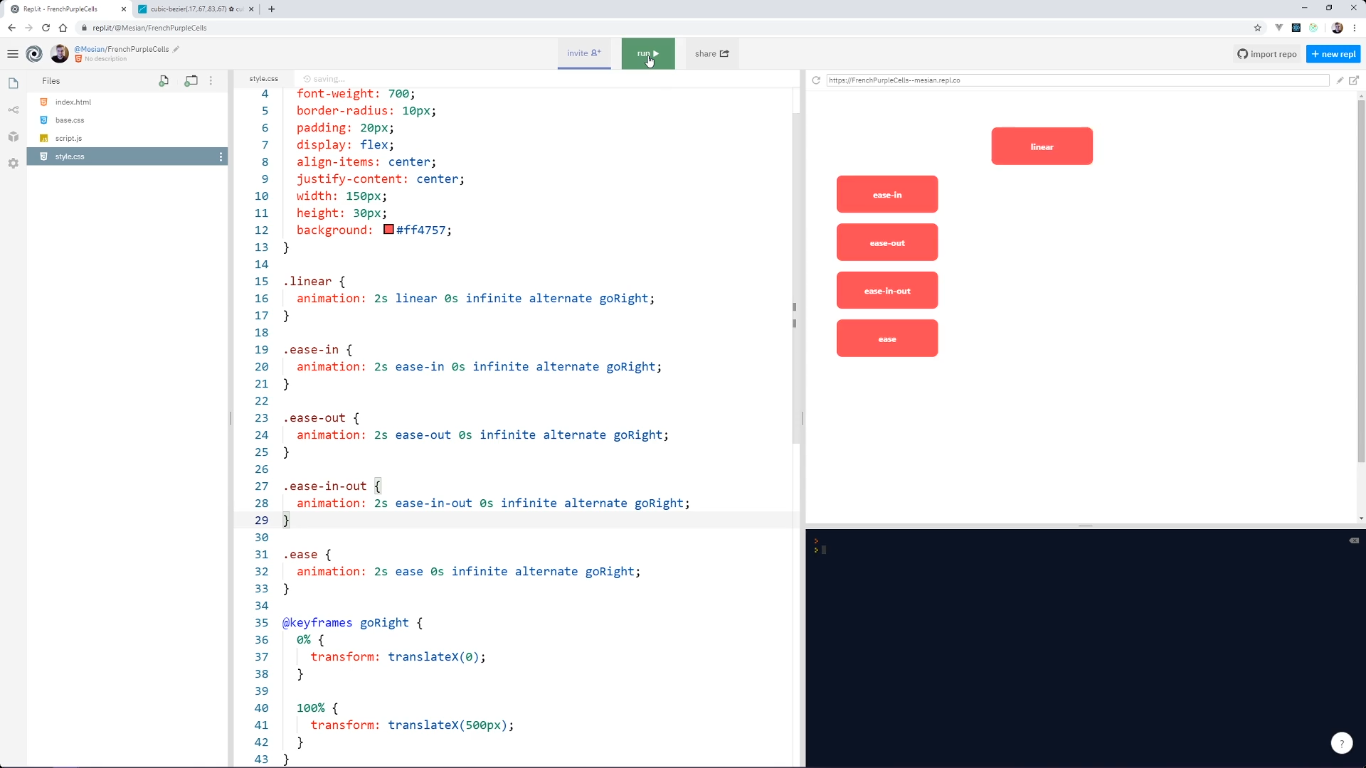 Repl.it - FrenchPurpleCells
cubic-bezier(.17,.67,.83,.67) ✿ cu
repl.it/@Mesian/FrenchPurpleCells
@Mesian/FrenchPurpleCells
No description
invite
run
share
Import repo
+ new repl
Files
index.html
base.css
script.js
style.css
style.css
saving...
https://FrenchPurpleCells--mesian.repl.co
4 font-weight: 700;
5 border-radius: 10px;
6 padding: 20px;
7 display: flex;
8 align-items: center;
9 justify-content: center;
10 width: 150px;
11 height: 30px;
12 background: #ff4757;
13 }
14
15 .linear {
16 animation: 2s linear 0s infinite alternate goRight;
17 }
18
19 .ease-in {
20 animation: 2s ease-in 0s infinite alternate goRight;
21 }
22
23 .ease-out {
24 animation: 2s ease-out 0s infinite alternate goRight;
25 }
26
27 .ease-in-out {
28 animation: 2s ease-in-out 0s infinite alternate goRight;
29 }
30
31 .ease {
32 animation: 2s ease 0s infinite alternate goRight;
33 }
34
35 @keyframes goRight {
36 0% {
37 transform: translateX(0);
38 }
39
40 100% {
41 transform: translateX(500px);
42 }
43 }
linear
ease-in
ease-out
ease-in-out
ease
>
>
?